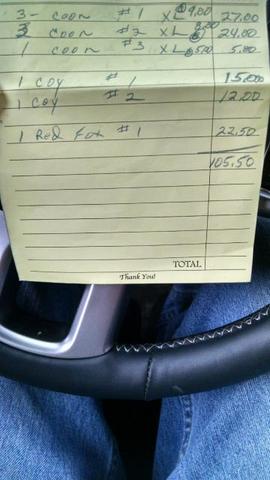 3 - coon #1 XL @ 9.00 27.00
3 coon #2 XL @ 8.00 24.00
1 coon #3 XL @ 5.00 5.00
1 coy #1 15.00
1 coy #2 12.00
1 Red Fox #1 22.50
105.50
TOTAL
Thank You!